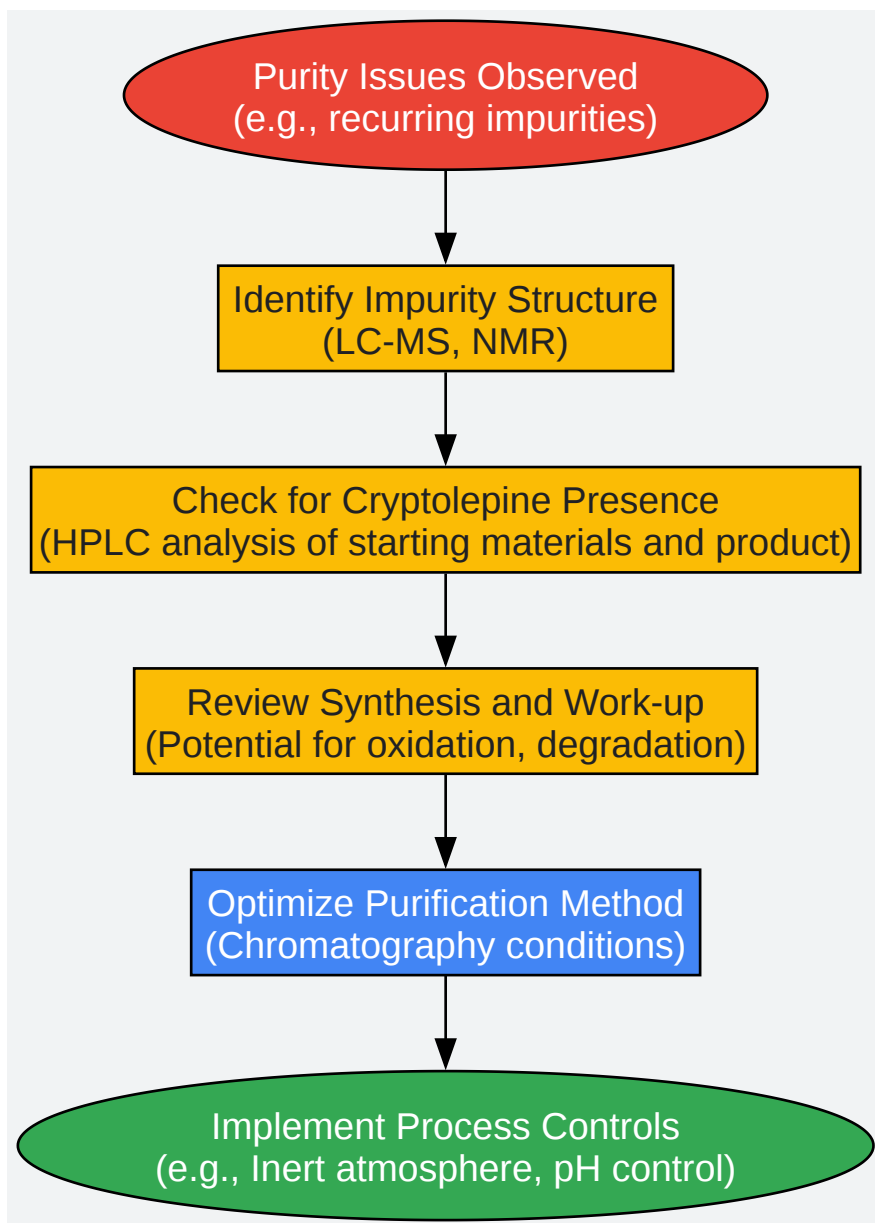 Purity Issues Observed
(e.g., recurring impurities)
Identify Impurity Structure
(LC-MS, NMR)
Check for Cryptolepine Presence
(HPLC analysis of starting materials and product)
Review Synthesis and Work-up
(Potential for oxidation, degradation)
Optimize Purification Method
(Chromatography conditions)
Implement Process Controls
(e.g., Inert atmosphere, pH control)